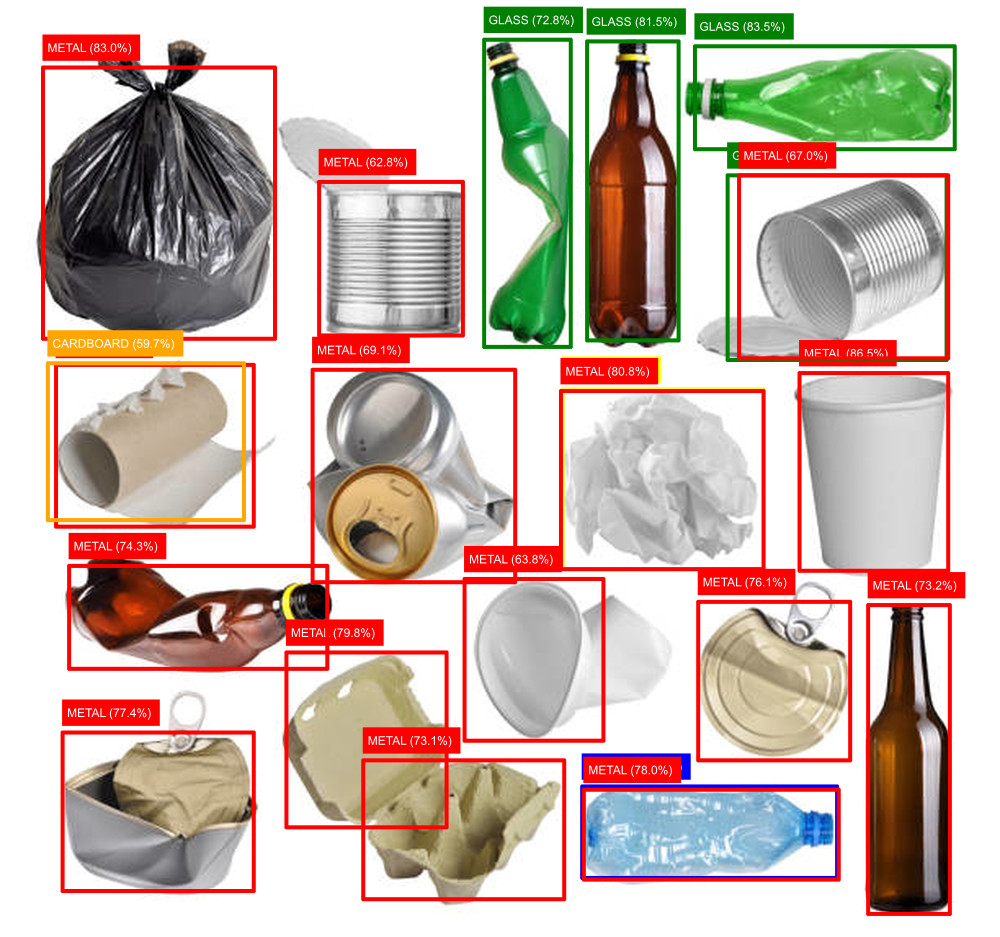 METAL (83.0%)
GLASS (72.8%)
GLASS (81.5%)
GLASS (83.5%)
METAL (62.8%)
METAL (67.0%)
CARDBOARD (59.7%)
METAL (69.1%)
METAL (80.8%)
METAL (86.5%)
METAL (74.3%)
METAL (63.8%)
METAL (76.1%)
METAL (73.2%)
METAL (79.8%)
METAL (77.4%)
METAL (73.1%)
METAL (78.0%)